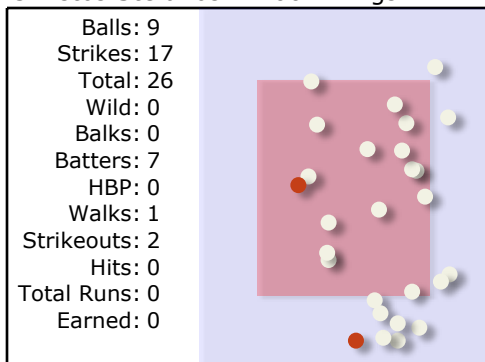 Balls: 9
Strikes: 17
Total: 26
Wild: 0
Balks: 0
Batters: 7
HBP: 0
Walks: 1
Strikeouts: 2
Hits: 0
Total Runs: 0
Earned: 0